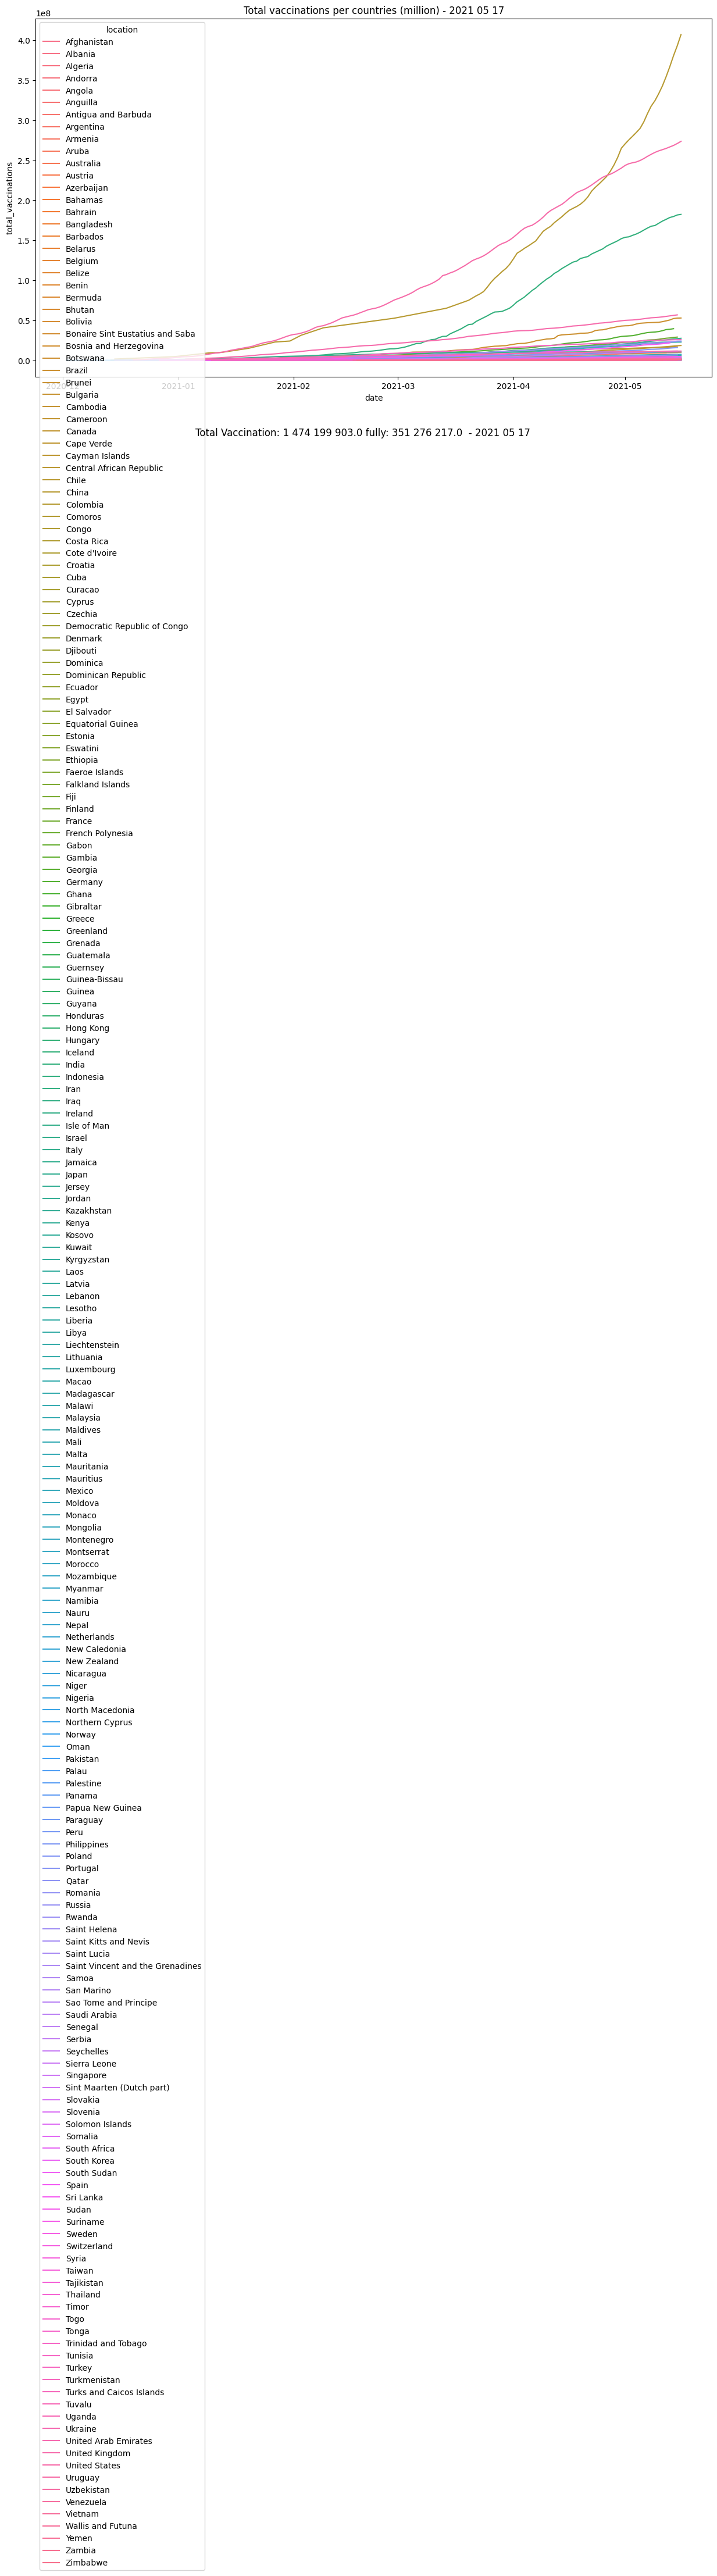 Total vaccinations per countries (million) - 2021 05 17
1e8
4.0
3.5
3.0
2.5
2.0
1.5
1.0
0.5
0.0
total_vaccinations
2021-01
2021-02
2021-03
2021-04
2021-05
date
Total Vaccination: 1 474 199 903.0 fully: 351 276 217.0  - 2021 05 17
location
Afghanistan
Albania
Algeria
Andorra
Angola
Anguilla
Antigua and Barbuda
Argentina
Armenia
Aruba
Australia
Austria
Azerbaijan
Bahamas
Bahrain
Bangladesh
Barbados
Belarus
Belgium
Belize
Benin
Bermuda
Bhutan
Bolivia
Bonaire Sint Eustatius and Saba
Bosnia and Herzegovina
Botswana
Brazil
Brunei
Bulgaria
Cambodia
Cameroon
Canada
Cape Verde
Cayman Islands
Central African Republic
Chile
China
Colombia
Comoros
Congo
Costa Rica
Cote d'Ivoire
Croatia
Cuba
Curacao
Cyprus
Czechia
Democratic Republic of Congo
Denmark
Djibouti
Dominica
Dominican Republic
Ecuador
Egypt
El Salvador
Equatorial Guinea
Estonia
Eswatini
Ethiopia
Faeroe Islands
Falkland Islands
Fiji
Finland
France
French Polynesia
Gabon
Gambia
Georgia
Germany
Ghana
Gibraltar
Greece
Greenland
Grenada
Guatemala
Guernsey
Guinea-Bissau
Guinea
Guyana
Honduras
Hong Kong
Hungary
Iceland
India
Indonesia
Iran
Iraq
Ireland
Isle of Man
Israel
Italy
Jamaica
Japan
Jersey
Jordan
Kazakhstan
Kenya
Kosovo
Kuwait
Kyrgyzstan
Laos
Latvia
Lebanon
Lesotho
Liberia
Libya
Liechtenstein
Lithuania
Luxembourg
Macao
Madagascar
Malawi
Malaysia
Maldives
Mali
Malta
Mauritania
Mauritius
Mexico
Moldova
Monaco
Mongolia
Montenegro
Montserrat
Morocco
Mozambique
Myanmar
Namibia
Nauru
Nepal
Netherlands
New Caledonia
New Zealand
Nicaragua
Niger
Nigeria
North Macedonia
Northern Cyprus
Norway
Oman
Pakistan
Palau
Palestine
Panama
Papua New Guinea
Paraguay
Peru
Philippines
Poland
Portugal
Qatar
Romania
Russia
Rwanda
Saint Helena
Saint Kitts and Nevis
Saint Lucia
Saint Vincent and the Grenadines
Samoa
San Marino
Sao Tome and Principe
Saudi Arabia
Senegal
Serbia
Seychelles
Sierra Leone
Singapore
Sint Maarten (Dutch part)
Slovakia
Slovenia
Solomon Islands
Somalia
South Africa
South Korea
South Sudan
Spain
Sri Lanka
Sudan
Suriname
Sweden
Switzerland
Syria
Taiwan
Tajikistan
Thailand
Timor
Togo
Tonga
Trinidad and Tobago
Tunisia
Turkey
Turkmenistan
Turks and Caicos Islands
Tuvalu
Uganda
Ukraine
United Arab Emirates
United Kingdom
United States
Uruguay
Uzbekistan
Venezuela
Vietnam
Wallis and Futuna
Yemen
Zambia
Zimbabwe